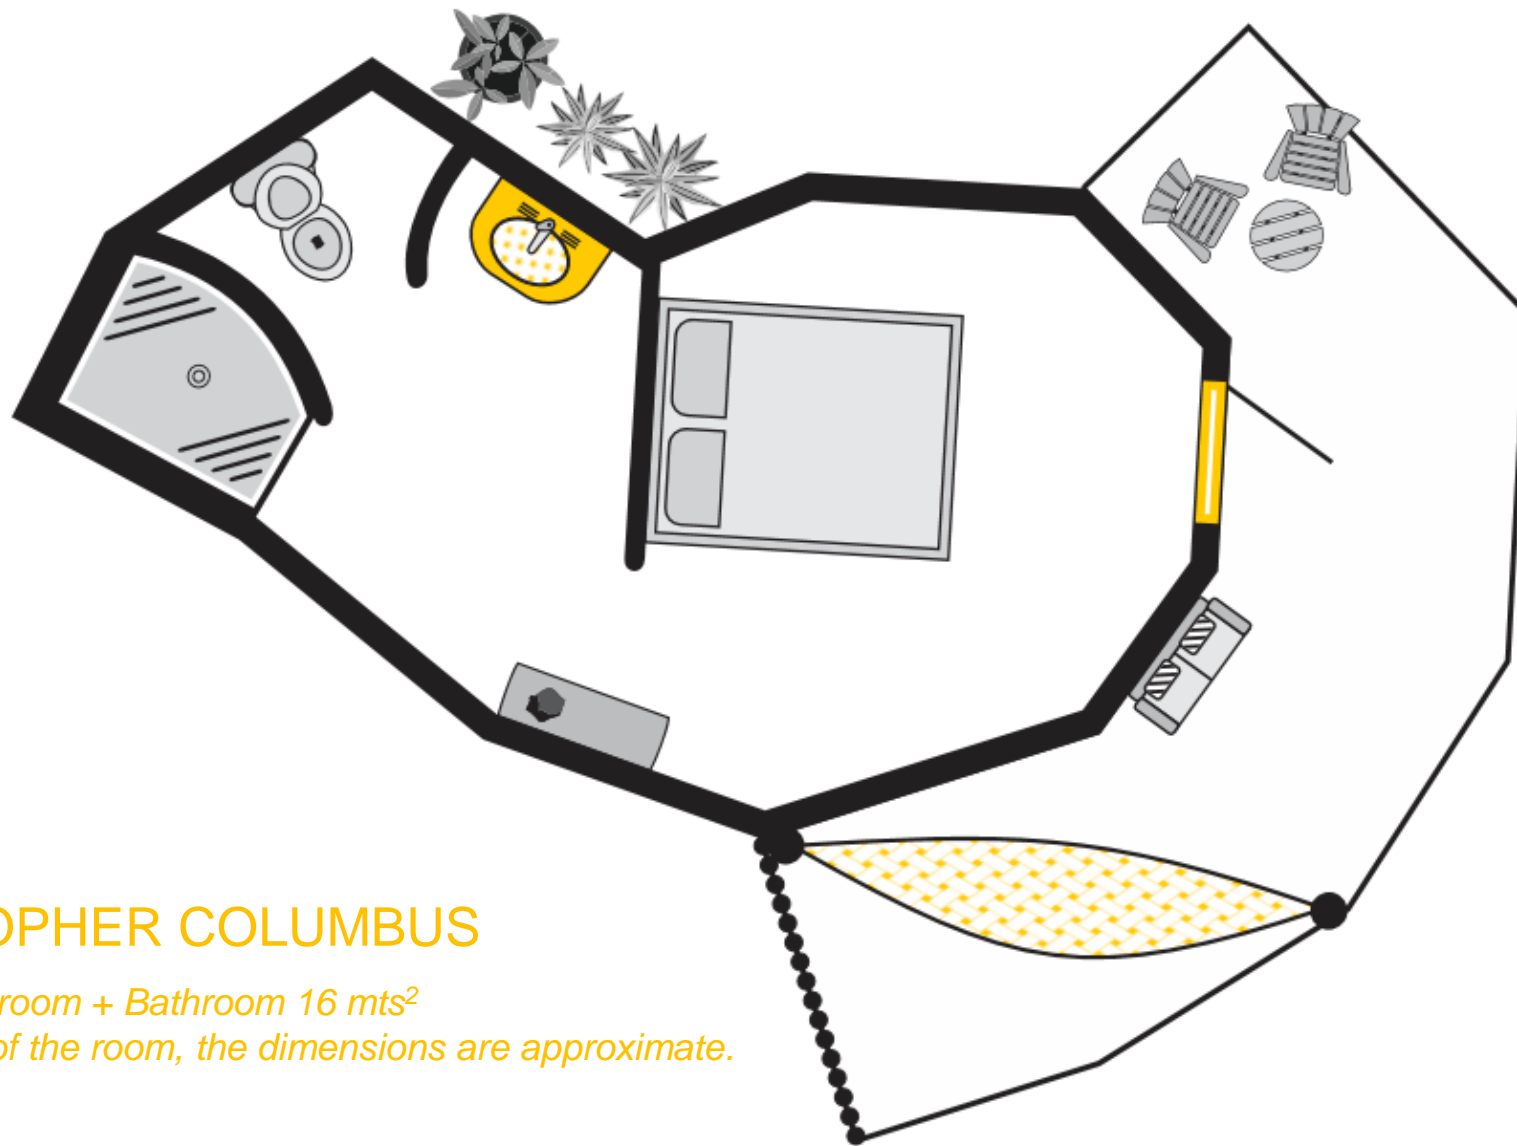 OPHER COLUMBUS
room + Bathroom 16 mts²
of the room, the dimensions are approximate.